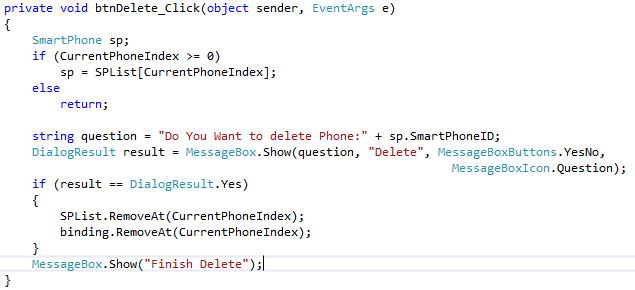 private void btnDelete_Click(object sender, EventArgs e)
{
    SmartPhone sp;
    if (CurrentPhoneIndex >= 0)
        sp = SPList[CurrentPhoneIndex];
    else
        return;

    string question = "Do You Want to delete Phone:" + sp.SmartPhoneID;
    DialogResult result = MessageBox.Show(question, "Delete", MessageBoxButtons.YesNo,
                                                                MessageBoxIcon.Question);
    if (result == DialogResult.Yes)
    {
        SPList.RemoveAt(CurrentPhoneIndex);
        binding.RemoveAt(CurrentPhoneIndex);
    }
    MessageBox.Show("Finish Delete");
}